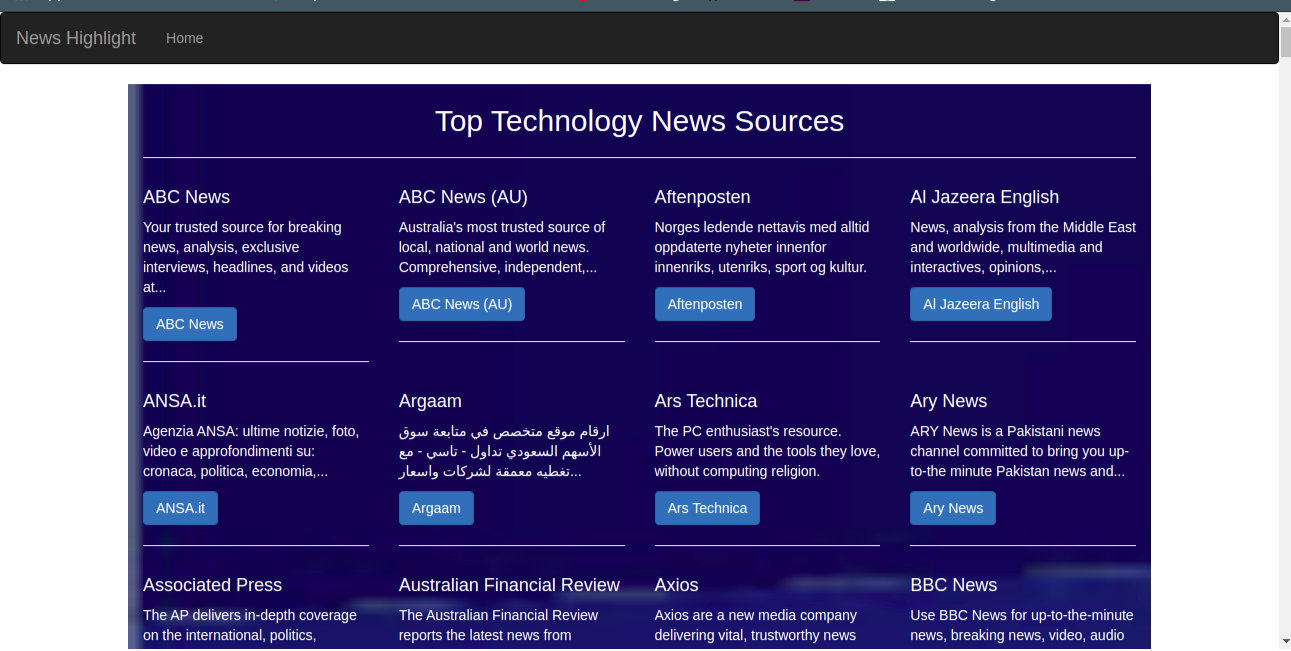 News Highlight
Home
Top Technology News Sources
ABC News
Your trusted source for breaking
news, analysis, exclusive
interviews, headlines, and videos
at...
ABC News
ABC News (AU)
Australia's most trusted source of
local, national and world news.
Comprehensive, independent,...
ABC News (AU)
Aftenposten
Norges ledende nettavis med alltid
oppdaterte nyheter innenfor
innenriks, utenriks, sport og kultur.
Aftenposten
Al Jazeera English
News, analysis from the Middle East
and worldwide, multimedia and
interactives, opinions,...
Al Jazeera English
ANSA.it
Agenzia ANSA: ultime notizie, foto,
video e approfondimenti su:
cronaca, politica, economia,...
ANSA.it
Argaam
ارقام موقع متخصص في متابعة سوق
الأسهم السعودي تداول - تاسي - مع
تغطيه معمقة لشركات واسعار...
Argaam
Ars Technica
The PC enthusiast's resource.
Power users and the tools they love,
without computing religion.
Ars Technica
Ary News
ARY News is a Pakistani news
channel committed to bring you up-
to-the minute Pakistan news and...
Ary News
Associated Press
The AP delivers in-depth coverage
on the international, politics,
Australian Financial Review
The Australian Financial Review
reports the latest news from
Axios
Axios are a new media company
delivering vital, trustworthy news
BBC News
Use BBC News for up-to-the-minute
news, breaking news, video, audio